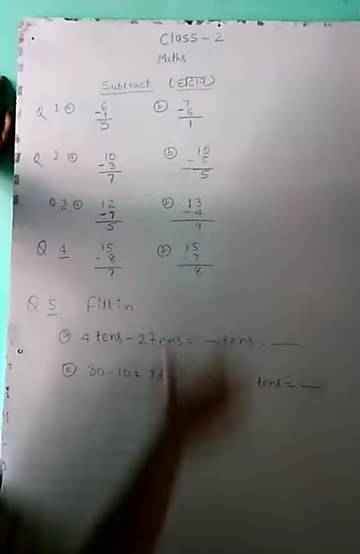 Class - 2
Maths
Subtract (घटाव)
Q 1 (a) 6 (b) 7
-1 -6
5 1
Q 2 (a) 10 (b) 10
-3 -5
7 5
Q 3 (a) 12 (b) 13
-7 -4
5 9
Q 4 15 (b) 15
-8 -7
7 8
Q 5 Fill in
(a) 4 tens - 2 tens = _ tens . __
(c) 30 - 10 = 3 t
tens = __